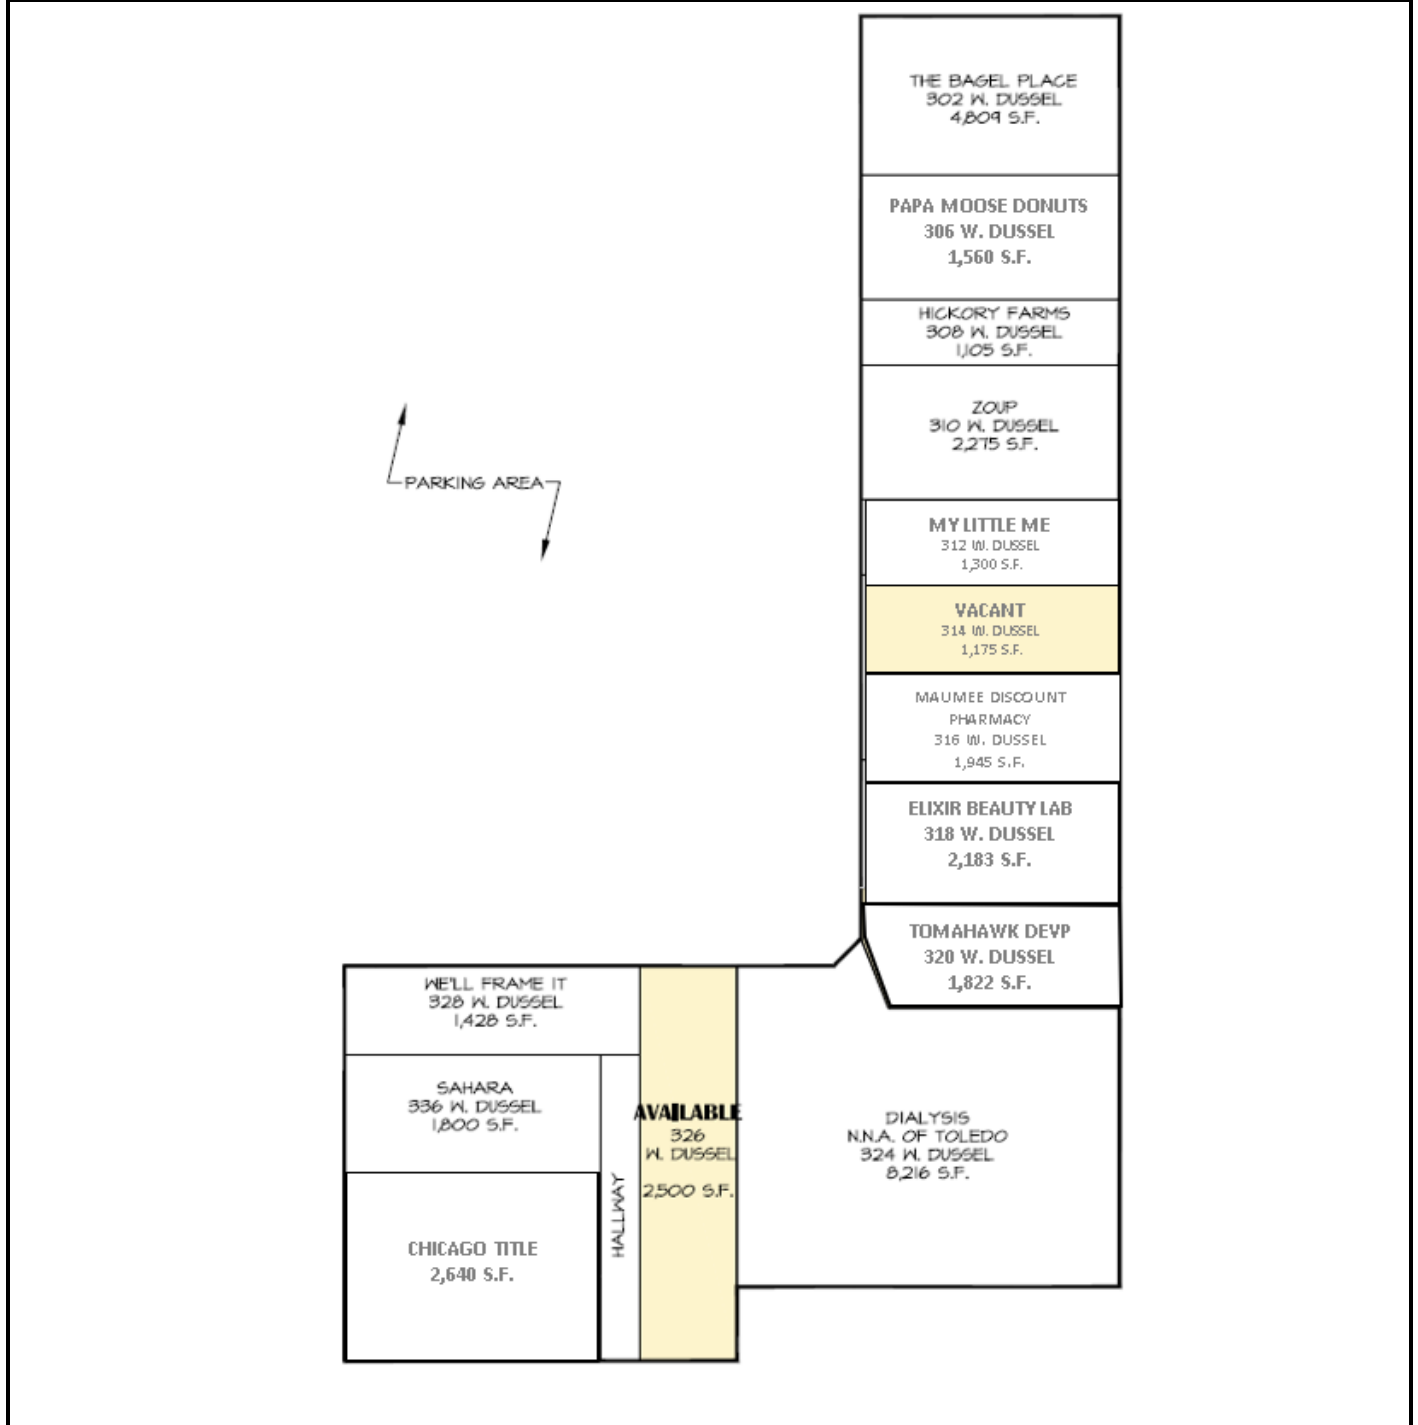 THE BAGEL PLACE
302 W. DUSSEL
4,809 S.F.
PAPA MOOSE DONUTS
306 W. DUSSEL
1,560 S.F.
HICKORY FARMS
308 W. DUSSEL
1,105 S.F.
ZOUP
310 W. DUSSEL
2,275 S.F.
PARKING AREA
MY LITTLE ME
312 W. DUSSEL
1,300 S.F.
VACANT
314 W. DUSSEL
1,175 S.F.
MAUMEE DISCOUNT
PHARMACY
316 W. DUSSEL
1,945 S.F.
ELIXIR BEAUTY LAB
318 W. DUSSEL
2,183 S.F.
TOMAHAWK DEVP
320 W. DUSSEL
1,822 S.F.
WE'LL FRAME IT
328 W. DUSSEL
1,428 S.F.
SAHARA
336 W. DUSSEL
1,800 S.F.
CHICAGO TITLE
2,640 S.F.
HALLWAY
AVAILABLE
326
W. DUSSEL
2,500 S.F.
DIALYSIS
N.N.A. OF TOLEDO
324 W. DUSSEL
8,216 S.F.